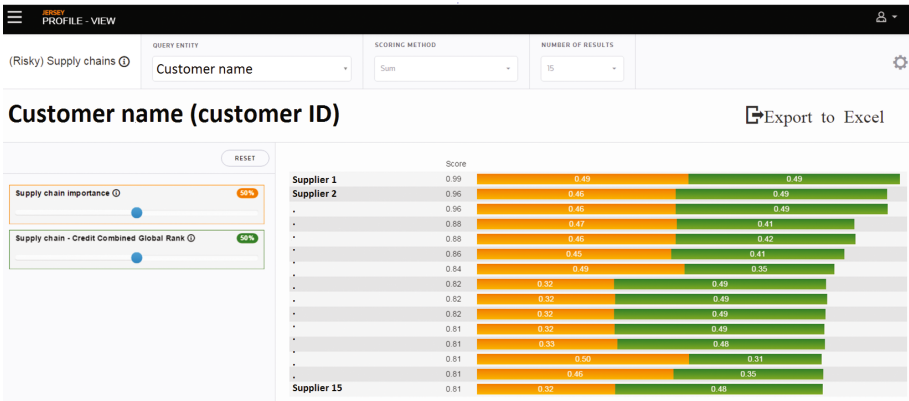 JERSEY
PROFILE - VIEW
(Risky) Supply chains
QUERY ENTITY
Customer name
SCORING METHOD
Sum
NUMBER OF RESULTS
15
Customer name (customer ID)
Export to Excel
RESET
Supply chain importance 50%
Supply chain - Credit Combined Global Rank 50%
Score
Supplier 1 0.99 0.49 0.49
Supplier 2 0.96 0.46 0.49
. 0.96 0.46 0.49
. 0.88 0.47 0.41
. 0.88 0.46 0.42
. 0.86 0.45 0.41
. 0.84 0.49 0.35
. 0.82 0.32 0.49
. 0.82 0.32 0.49
. 0.82 0.32 0.49
. 0.81 0.32 0.49
. 0.81 0.33 0.48
. 0.81 0.50 0.31
. 0.81 0.46 0.35
Supplier 15 0.81 0.32 0.48